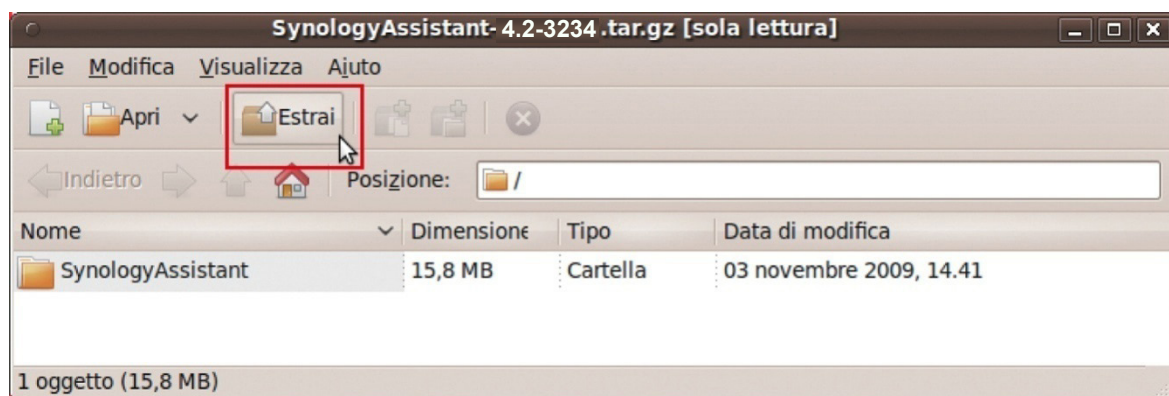 SynologyAssistant- 4.2-3234 .tar.gz [sola lettura]
File Modifica Visualizza Aiuto
Apri Estrai
Indietro Posizione: /
Nome Dimensione Tipo Data di modifica
SynologyAssistant 15,8 MB Cartella 03 novembre 2009, 14.41
1 oggetto (15,8 MB)